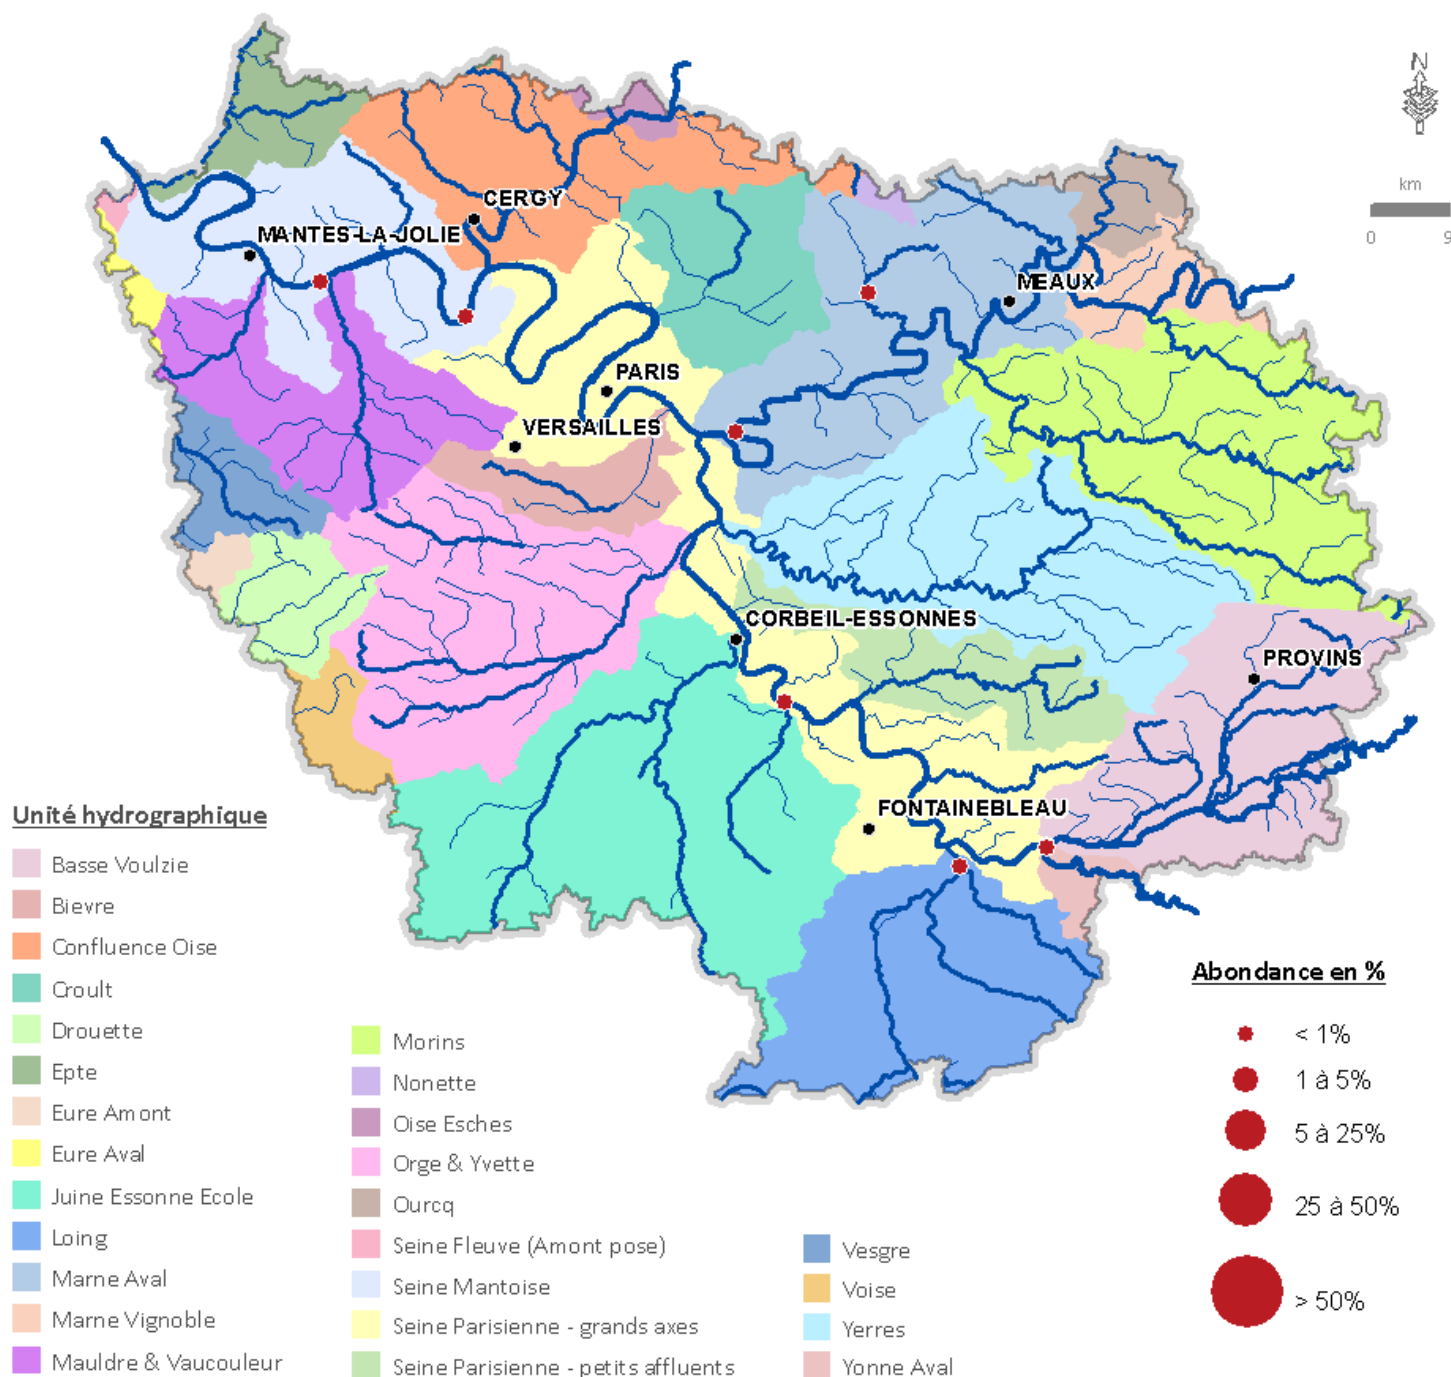 N
km
0 9
CERGY
MANTES-LA-JOLIE
MEAUX
PARIS
VERSAILLES
CORBEIL-ESSONNES
PROVINS
FONTAINEBLEAU
Unité hydrographique
Basse Voulzie
Bievre
Confluence Oise
Croult
Drouette
Epte
Eure Amont
Eure Aval
Juine Essonne Ecole
Loing
Marne Aval
Marne Vignoble
Mauldre & Vaucouleur
Morins
Nonette
Oise Esches
Orge & Yvette
Ourcq
Seine Fleuve (Amont pose)
Seine Mantoise
Seine Parisienne - grands axes
Seine Parisienne - petits affluents
Vesgre
Voise
Yerres
Yonne Aval
Abondance en %
< 1%
1 à 5%
5 à 25%
25 à 50%
> 50%